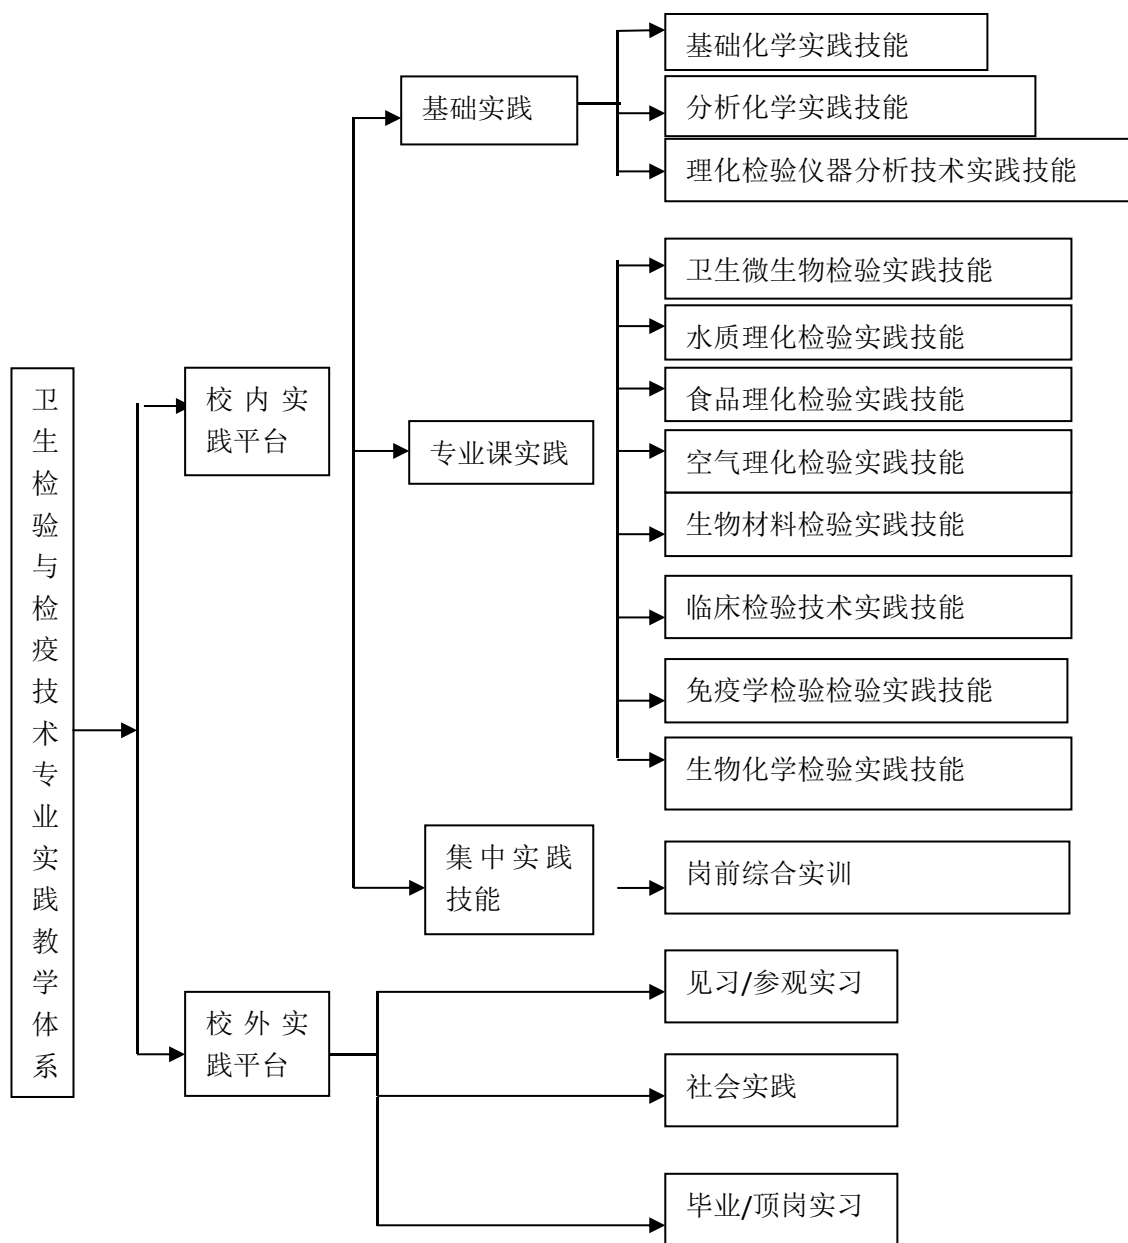 基础化学实践技能
基础实践
分析化学实践技能
理化检验仪器分析技术实践技能
卫生微生物检验实践技能
水质理化检验实践技能
卫生检验与检疫技术专业实践教学体系
校内实
践平台
食品理化检验实践技能
专业课实践
空气理化检验实践技能
生物材料检验实践技能
临床检验技术实践技能
免疫学检验检验实践技能
生物化学检验实践技能
集中实践
技能
岗前综合实训
校外实
践平台
见习/参观实习
社会实践
毕业/顶岗实习